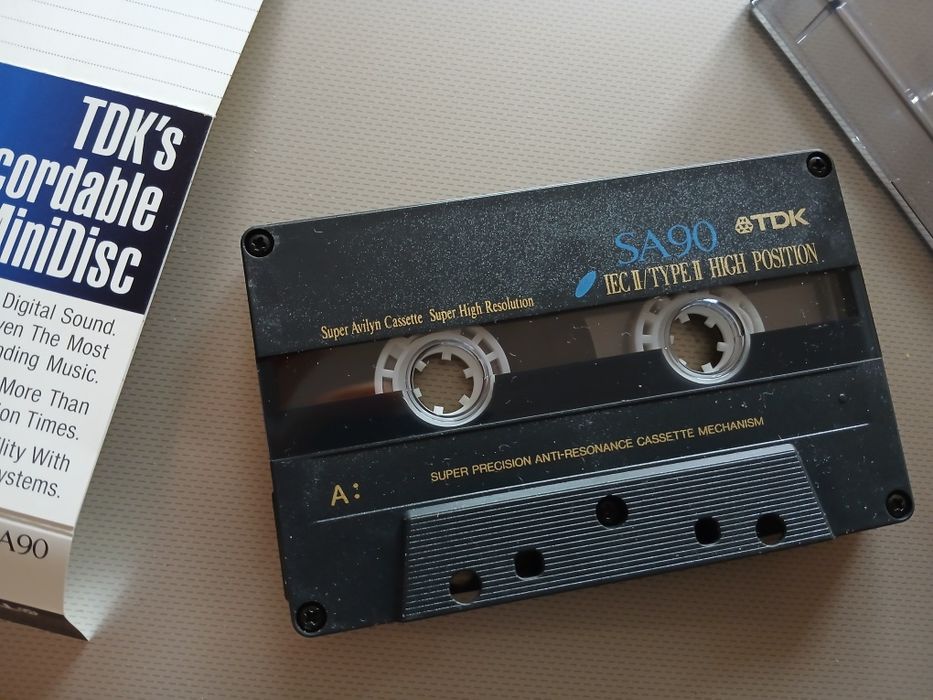 TDK's
cordable
MiniDisc
Digital Sound.
ven The Most
nding Music.
More Than
on Times.
lity With
ystems.
A90
SA90 TDK
IEC II/TYPE II HIGH POSITION
Super Avilyn Cassette Super High Resolution
SUPER PRECISION ANTI-RESONANCE CASSETTE MECHANISM
A: